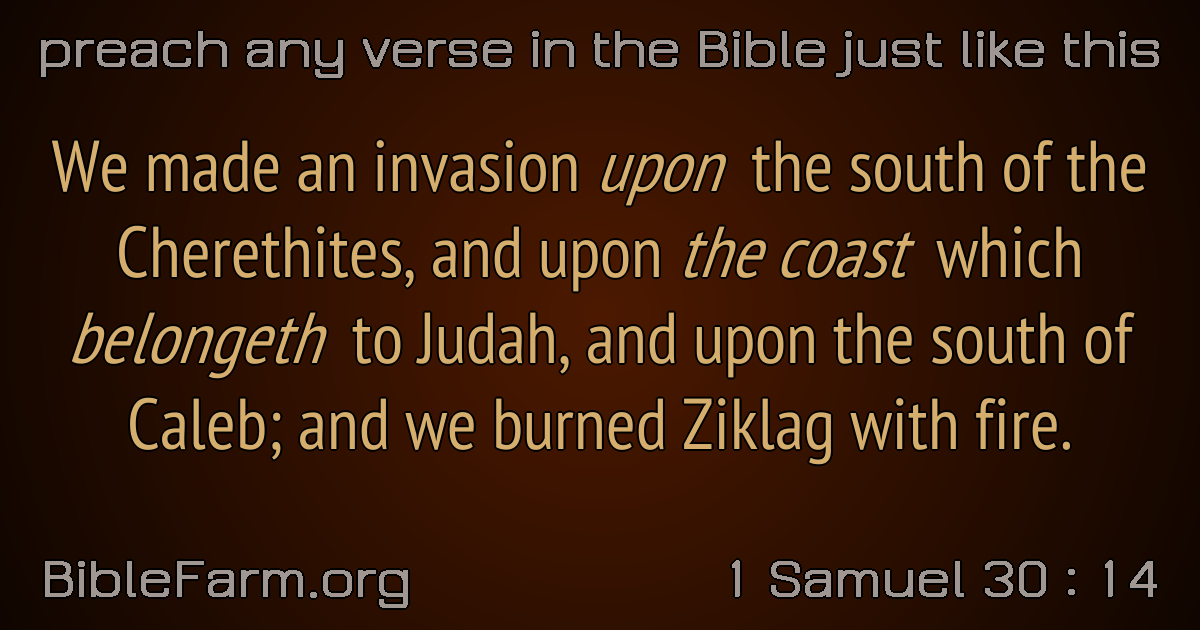 preach any verse in the Bible just like this
We made an invasion upon the south of the
Cherethites, and upon the coast which
belongeth to Judah, and upon the south of
Caleb; and we burned Ziklag with fire.
BibleFarm.org
1 Samuel 30 : 14